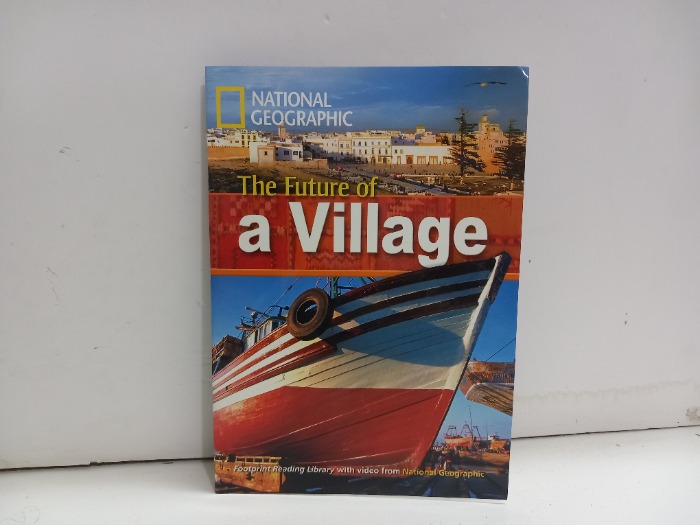 NATIONAL
GEOGRAPHIC
The Future of
a Village
Footprint Reading Library with video from National Geographic